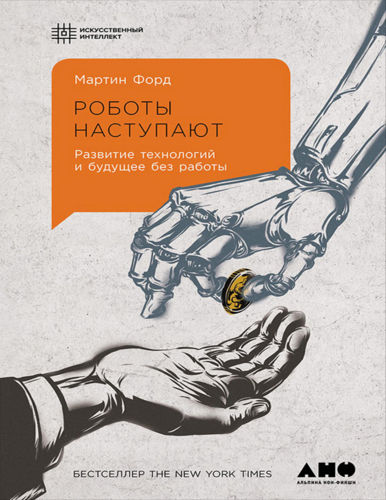 ИСКУССТВЕННЫЙ
ИНТЕЛЛЕКТ
Мартин Форд
РОБОТЫ
НАСТУПАЮТ
Развитие технологий
и будущее без работы
БЕСТСЕЛЛЕР THE NEW YORK TIMES
АНФ
АЛЬПИНА НОН-ФИКШН